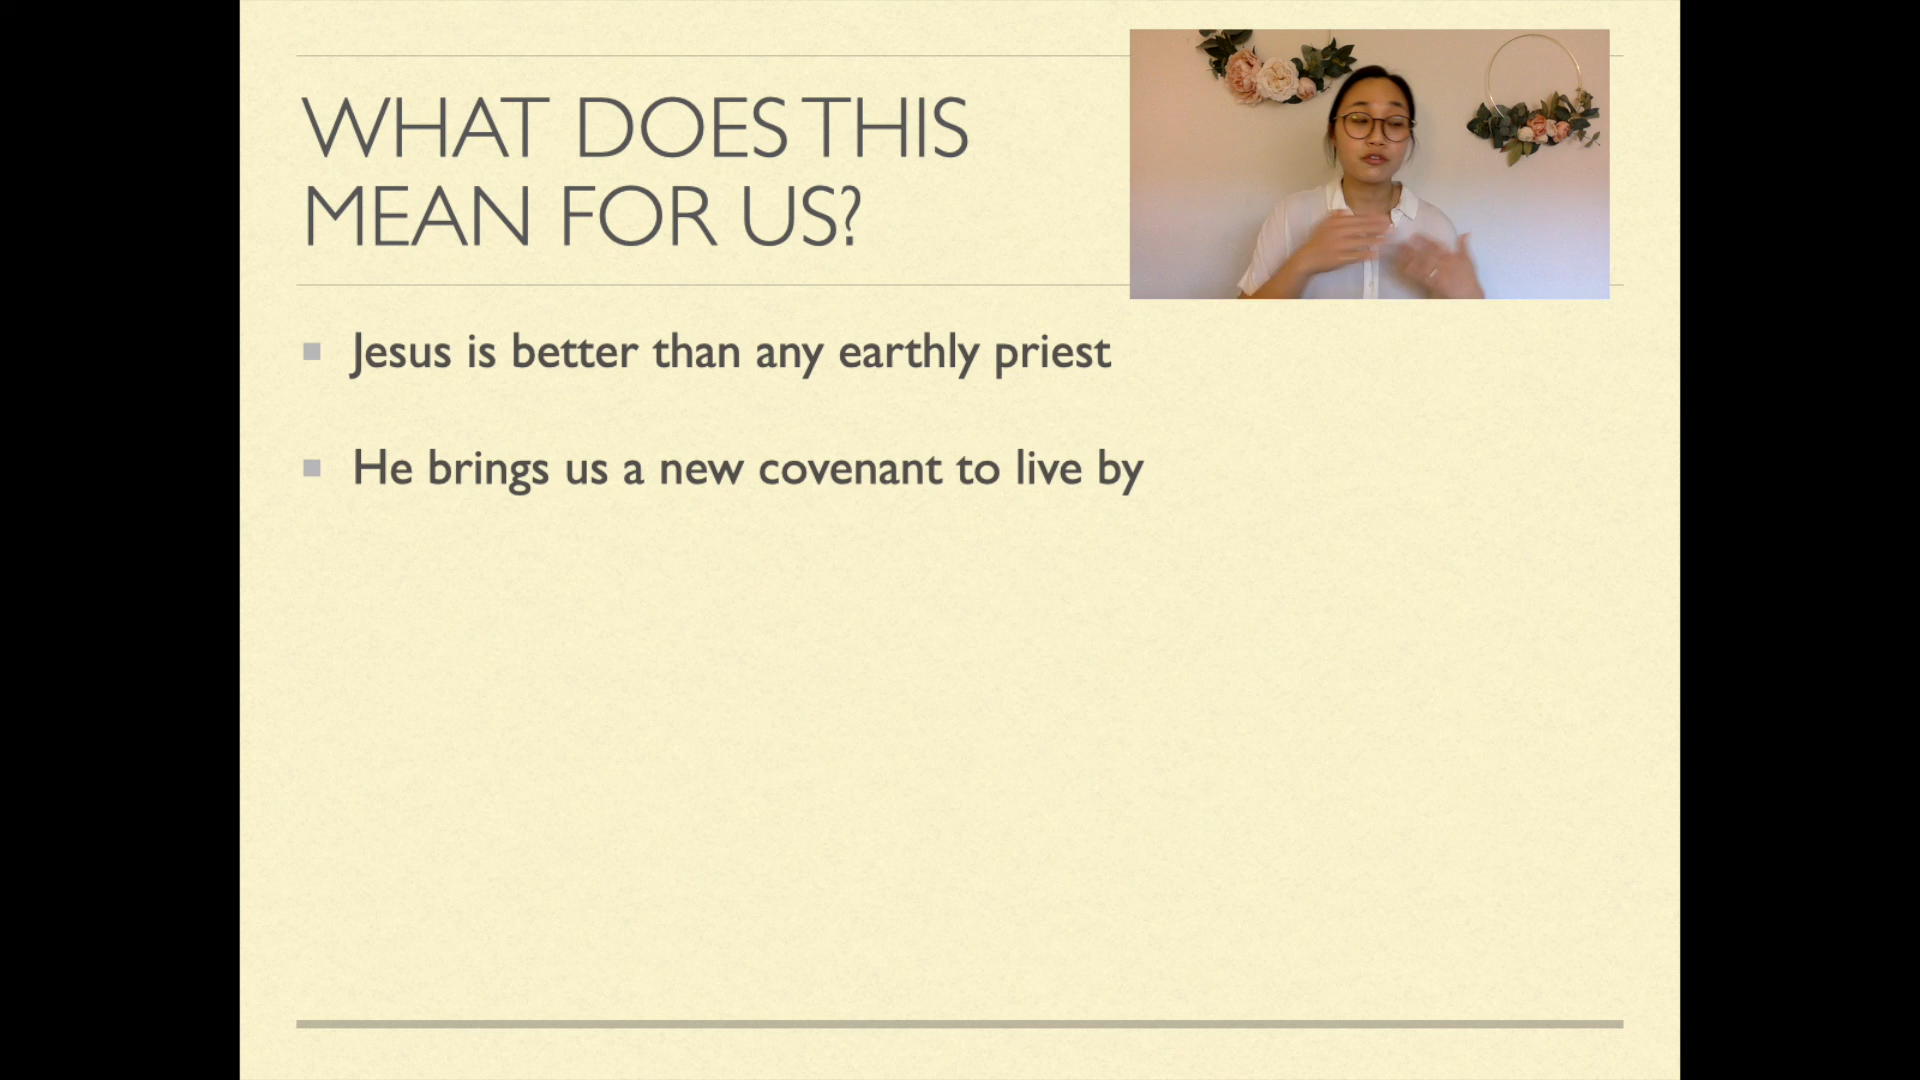 WHAT DOES THIS
MEAN FOR US?
Jesus is better than any earthly priest
He brings us a new covenant to live by